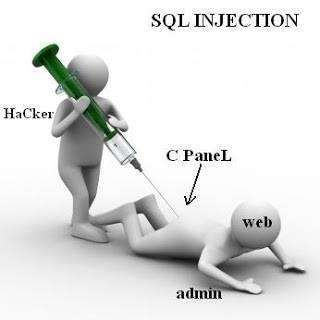 SQL INJECTION
HaCker
C PaneL
web
admin